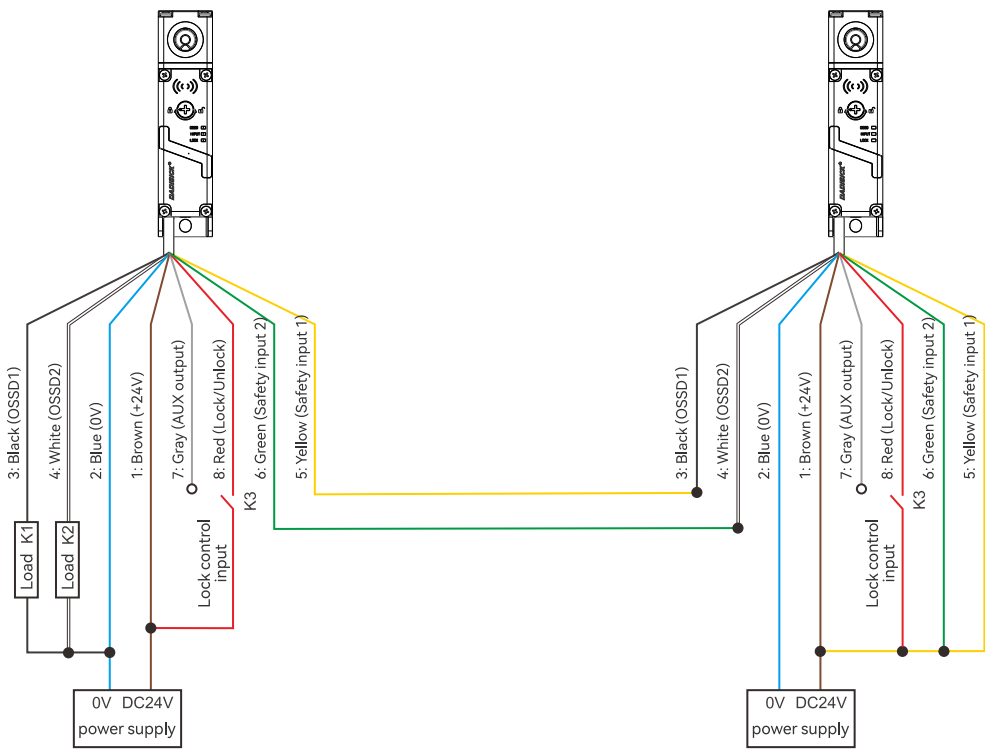 DADISICK®
3: Black (OSSD1)
4: White (OSSD2)
2: Blue (0V)
1: Brown (+24V)
7: Gray (AUX output)
8: Red (Lock/Unlock)
6: Green (Safety input 2)
5: Yellow (Safety input 1)
Load K1
Load K2
K3
Lock control
input
0V DC24V
power supply
DADISICK®
3: Black (OSSD1)
4: White (OSSD2)
2: Blue (0V)
1: Brown (+24V)
7: Gray (AUX output)
8: Red (Lock/Unlock)
6: Green (Safety input 2)
5: Yellow (Safety input 1)
K3
Lock control
input
0V DC24V
power supply